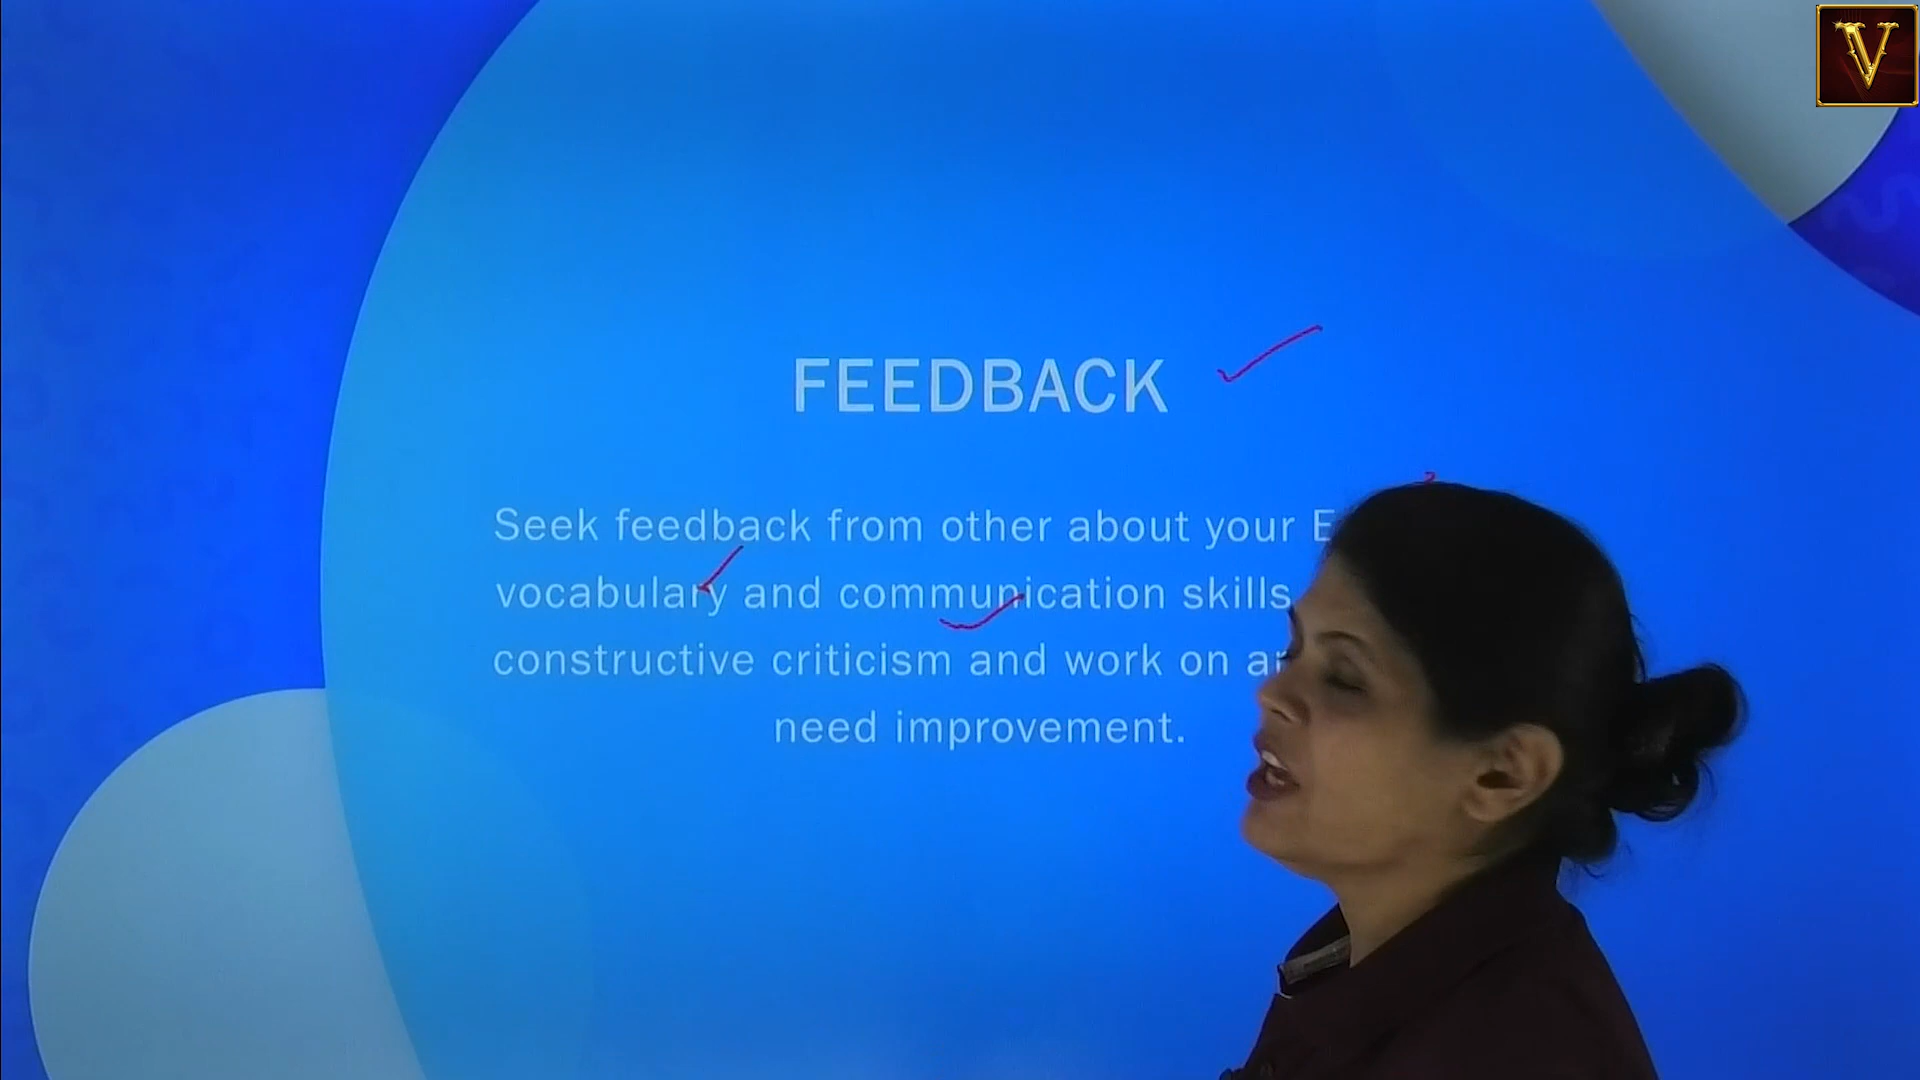 V
FEEDBACK
Seek feedback from other about your
vocabulary and communication skills
constructive criticism and work on
need improvement.